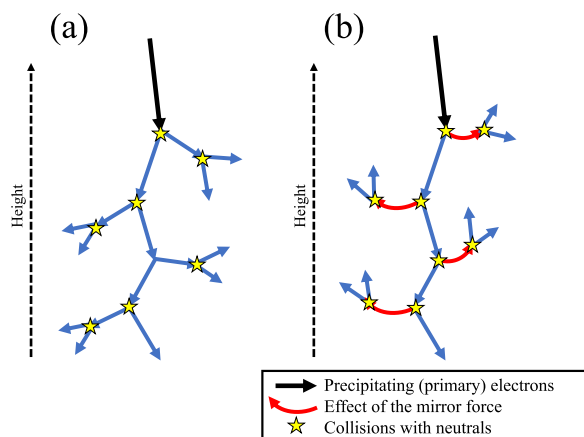 (a)
(b)
Height
Height
Precipitating (primary) electrons
Effect of the mirror force
Collisions with neutrals